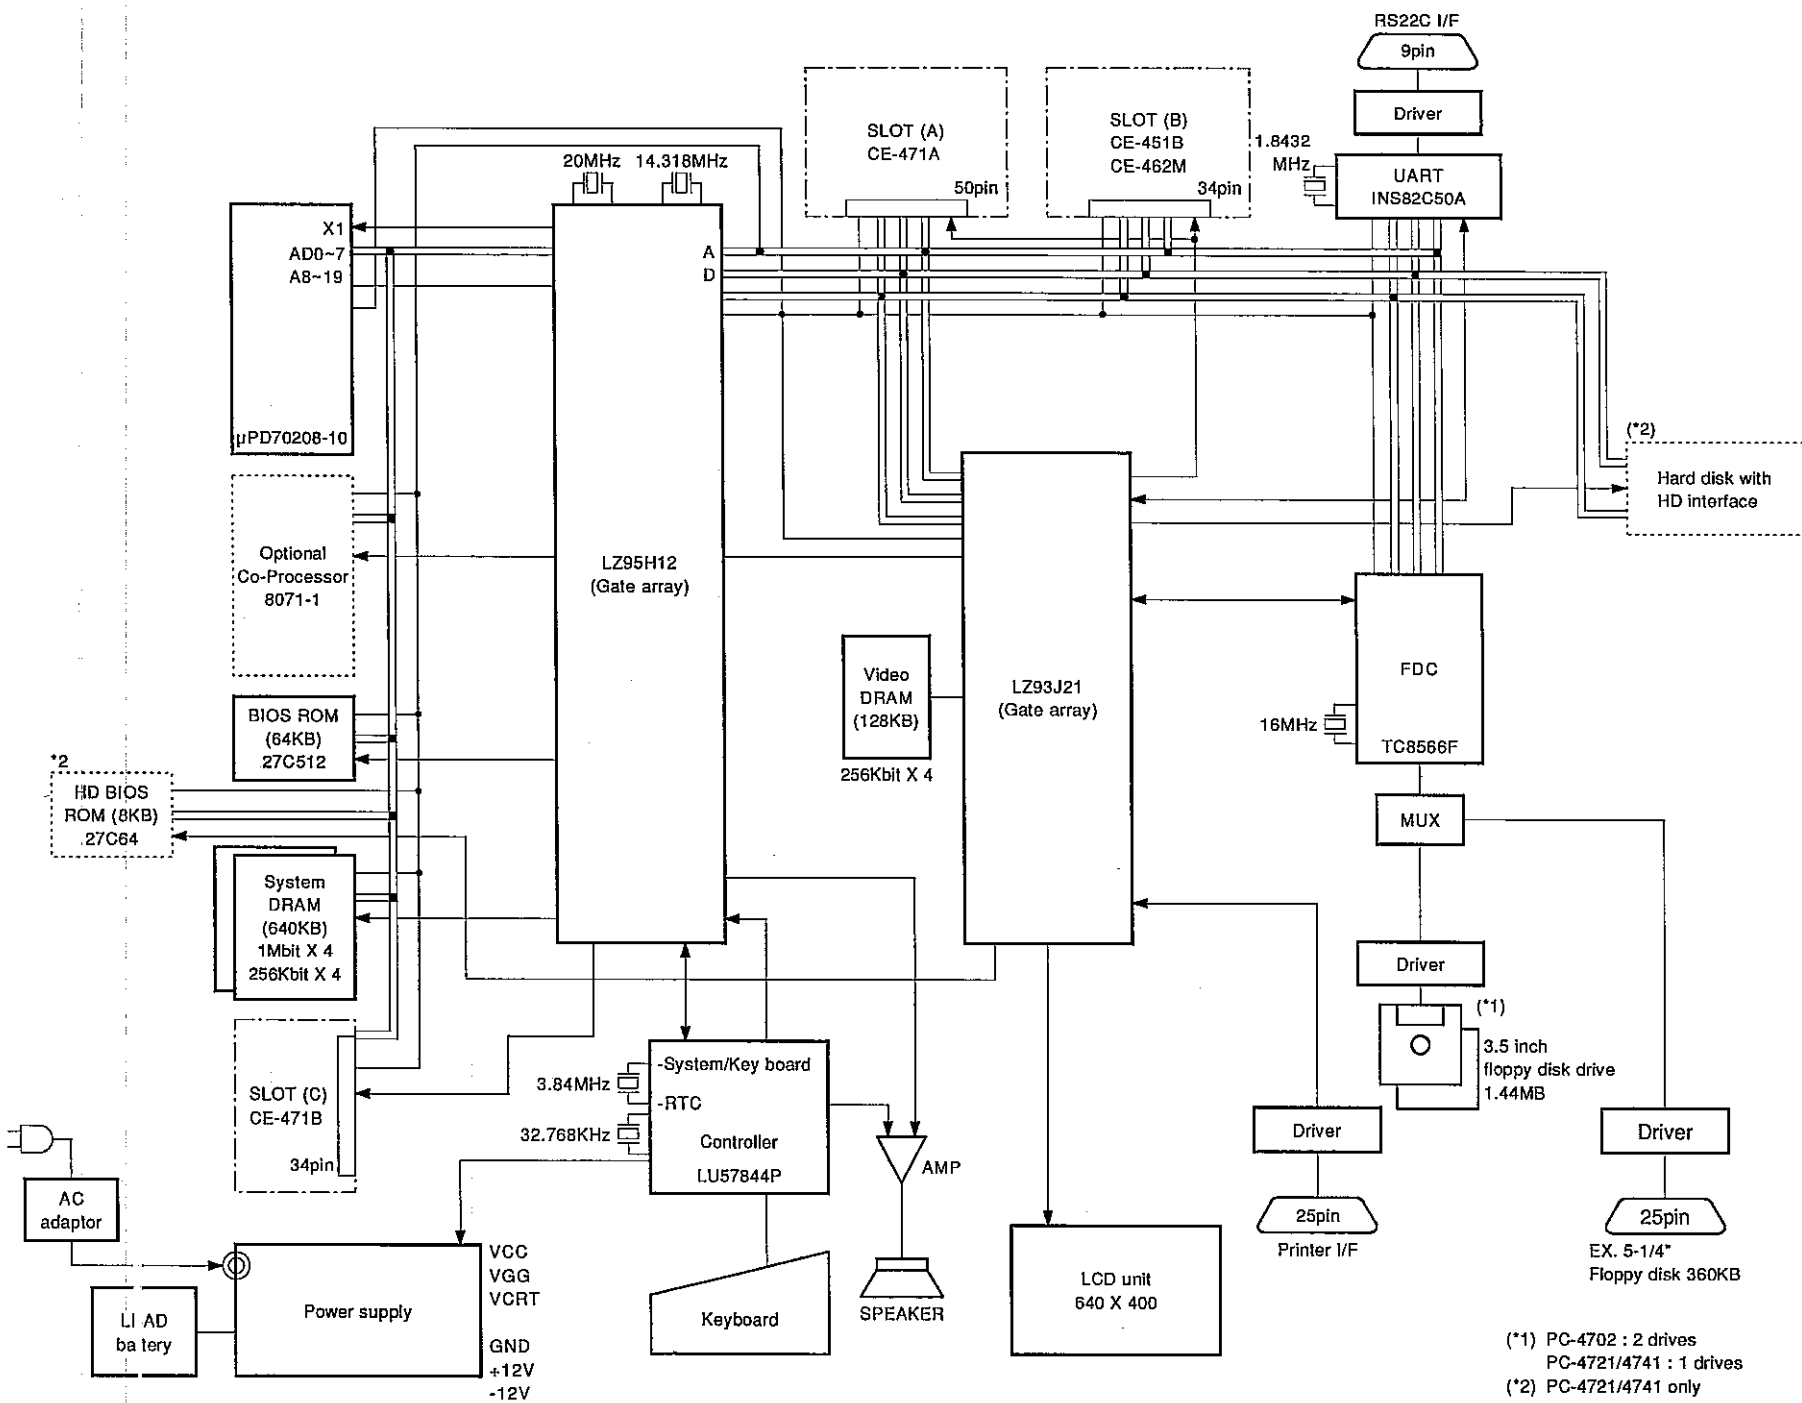 RS22C I/F
9pin
Driver
SLOT (A)
CE-471A
50pin
SLOT (B)
CE-451B
CE-462M
34pin
1.8432
MHz
UART
INS82C50A
20MHz
14.318MHz
X1
AD0~7
A8~19
µPD70208-10
A
D
(*2)
Hard disk with
HD interface
Optional
Co-Processor
8071-1
LZ95H12
(Gate array)
Video
DRAM
(128KB)
256Kbit X 4
LZ93J21
(Gate array)
FDC
16MHz
TC8566F
BIOS ROM
(64KB)
27C512
*2
HD BIOS
ROM (8KB)
27C64
MUX
System
DRAM
(640KB)
1Mbit X 4
256Kbit X 4
Driver
(*1)
3.5 inch
floppy disk drive
1.44MB
SLOT (C)
CE-471B
34pin
3.84MHz
32.768KHz
-System/Key board
-RTC
Controller
LU57844P
AMP
Driver
Driver
AC
adaptor
25pin
Printer I/F
25pin
EX. 5-1/4"
Floppy disk 360KB
Power supply
VCC
VGG
VCRT
GND
+12V
-12V
LI AD
ba tery
Keyboard
SPEAKER
LCD unit
640 X 400
(*1) PC-4702 : 2 drives
PC-4721/4741 : 1 drives
(*2) PC-4721/4741 only